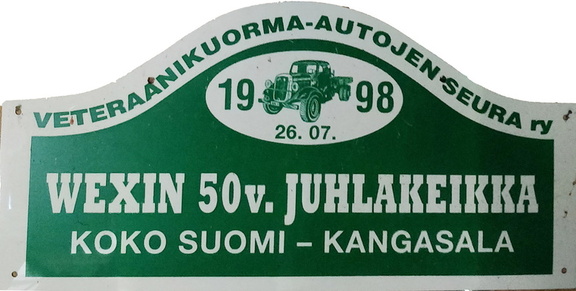 VETERAANIKUORMA-AUTOJEN SEURA ry
1998
26.07.
WEXIN 50v. JUHLAKEIKKA
KOKO SUOMI – KANGASALA